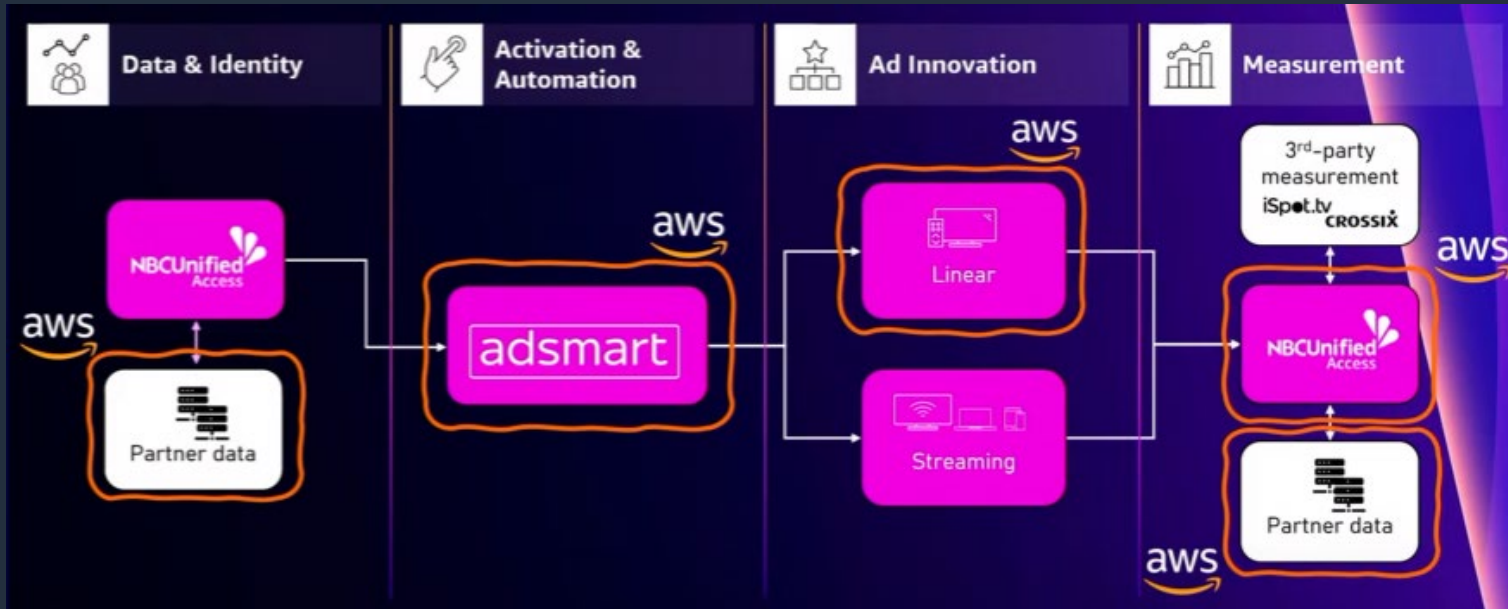 Data & Identity
Activation &
Automation
Ad Innovation
Measurement
aws
NBCUnified
Access
Partner data
aws
adsmart
aws
Linear
Streaming
3rd-party
measurement
iSpot.tv
CROSSIX
aws
NBCUnified
Access
Partner data
aws